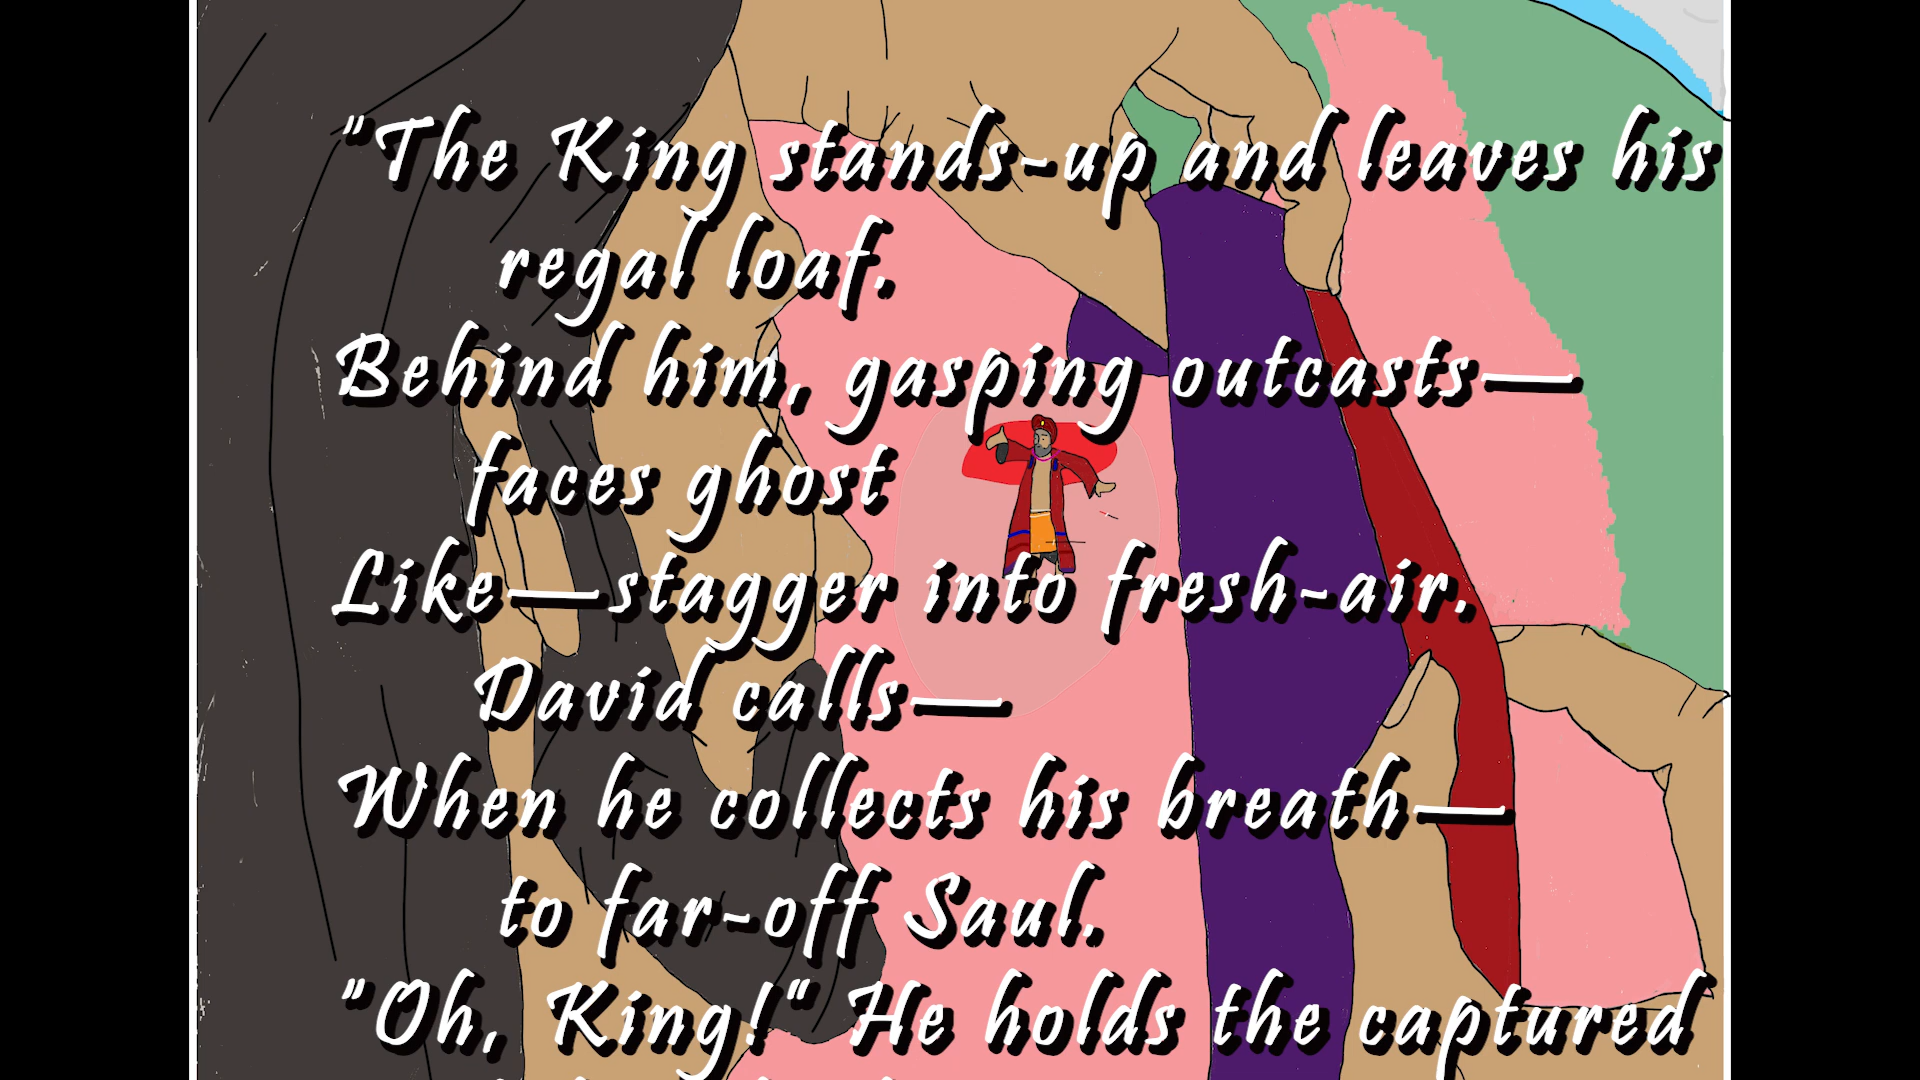 "The King stands-up and leaves his
regal loaf.
Behind him, gasping outcasts—
faces ghost
Like—stagger into fresh-air.
David calls—
When he collects his breath—
to far-off Saul.
"Oh, King!" He holds the captured